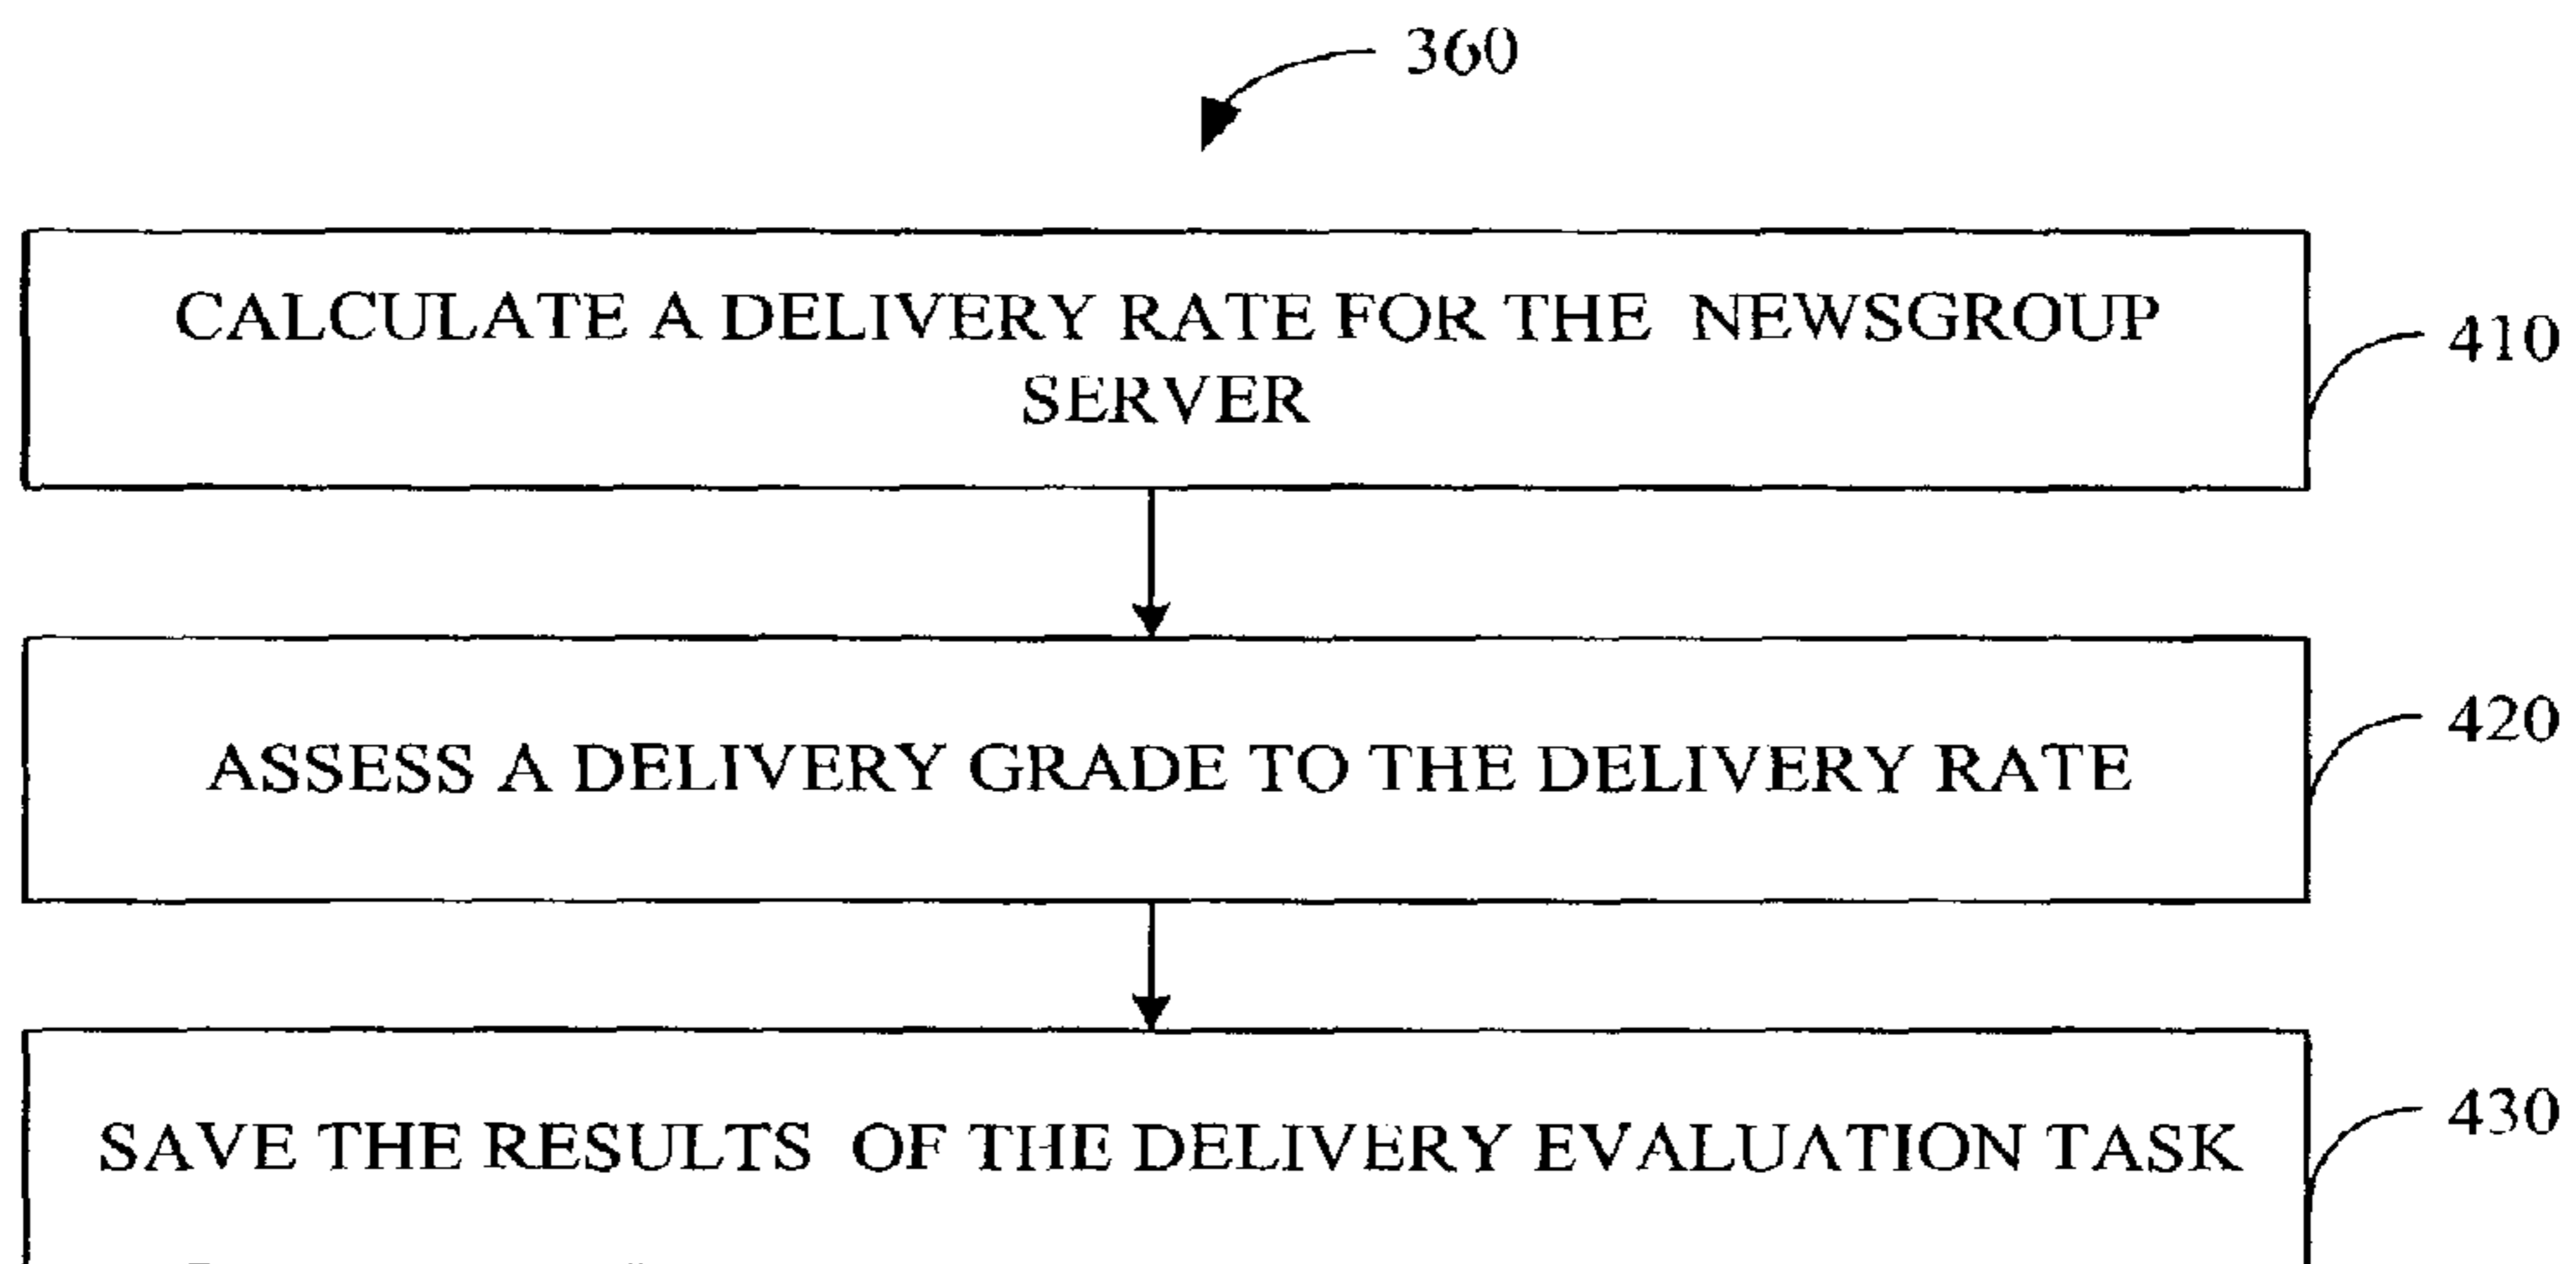 360
CALCULATE A DELIVERY RATE FOR THE NEWSGROUP
SERVER
410
ASSESS A DELIVERY GRADE TO THE DELIVERY RATE
420
SAVE THE RESULTS OF THE DELIVERY EVALUATION TASK
430